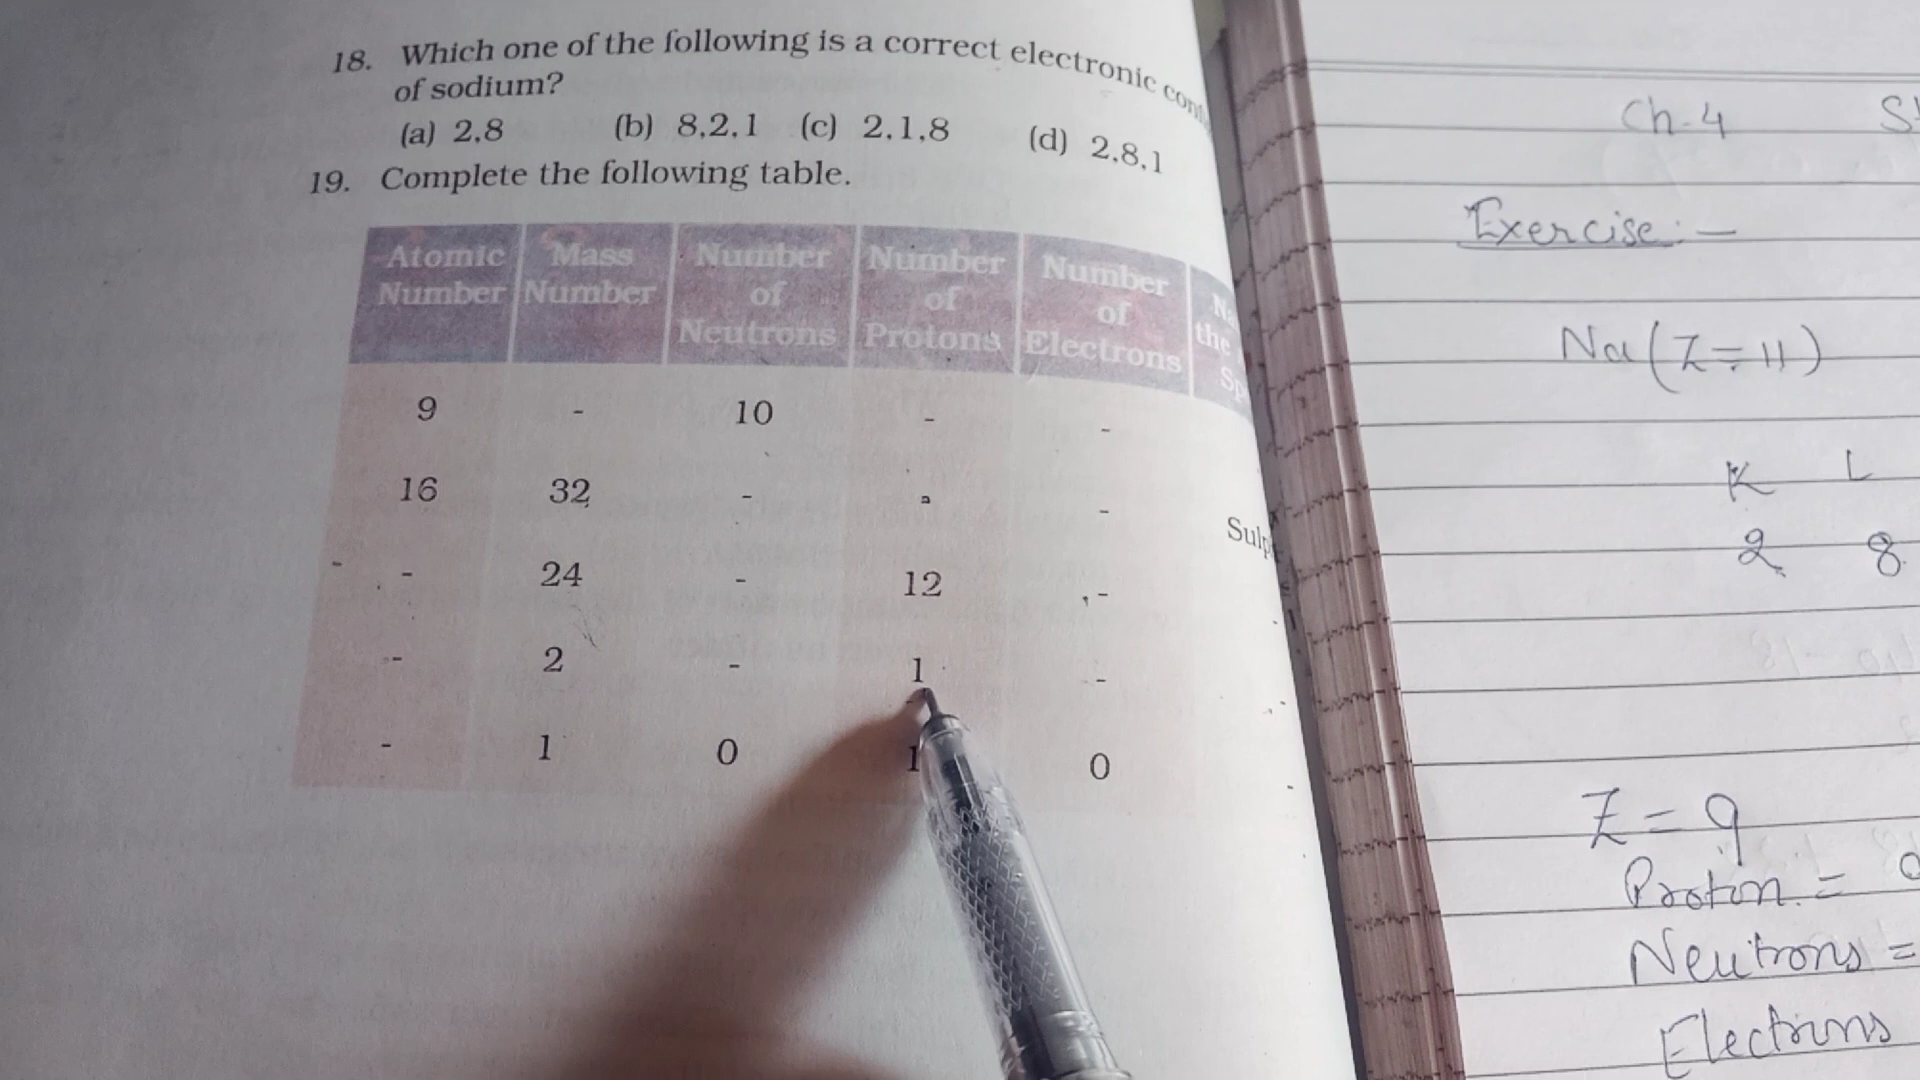 18. Which one of the following is a correct electronic
of sodium?
(a) 2,8 (b) 8,2,1 (c) 2,1,8 (d) 2,8,1
19. Complete the following table.
Atomic Number Mass Number Number of Neutrons Number of Protons Number of Electrons the
9 - 10 - -
16 32 - - -
- 24 - 12 -
- 2 - 1 -
- 1 0 1 0
Ch-4
Exercise:-
Na (Z=11)
K L
2 8
Z = 9
Proton =
Neutrons =
Electrons